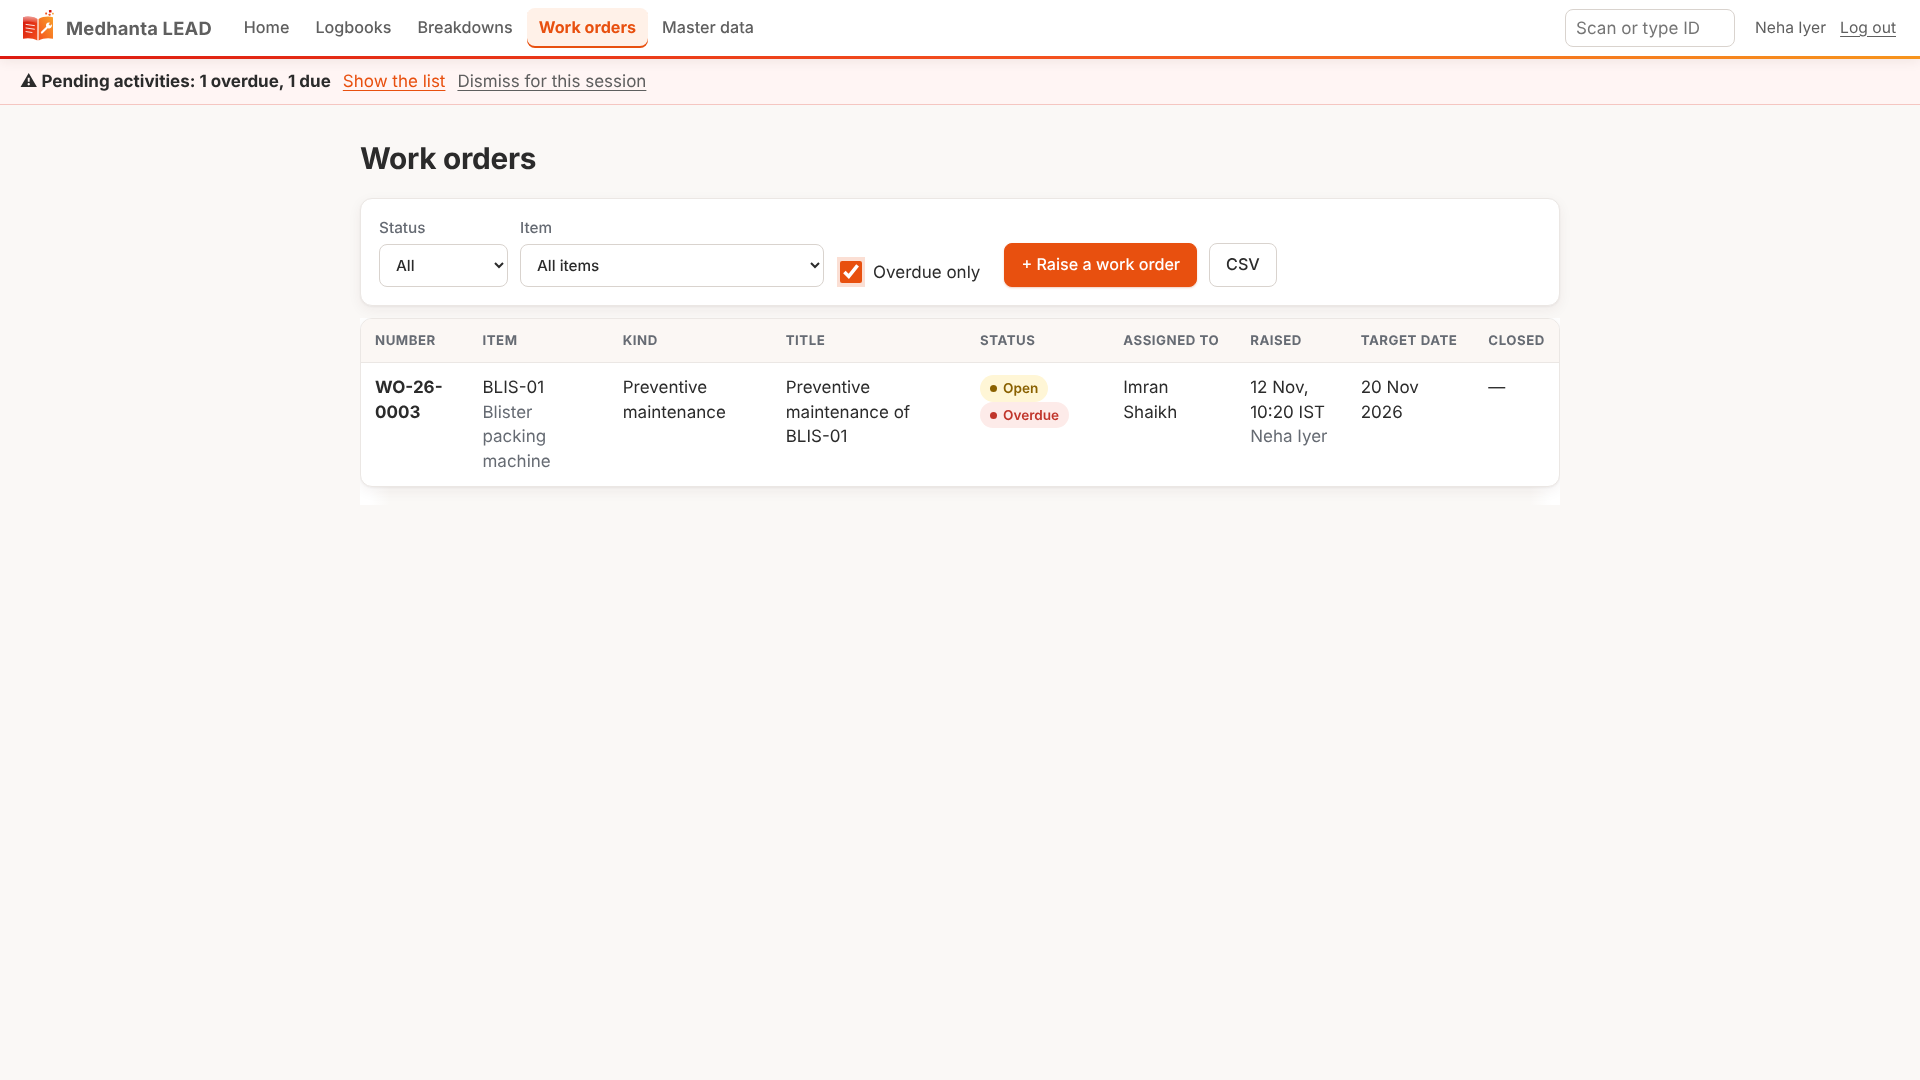 Medhanta LEAD Home Logbooks Breakdowns Work orders Master data Scan or type ID Neha Iyer Log out
⚠ Pending activities: 1 overdue, 1 due Show the list Dismiss for this session
Work orders
Status Item
All All items Overdue only + Raise a work order CSV
NUMBER ITEM KIND TITLE STATUS ASSIGNED TO RAISED TARGET DATE CLOSED
WO-26- BLIS-01 Preventive Preventive Open Imran 12 Nov, 20 Nov —
0003 Blister maintenance maintenance of Overdue Shaikh 10:20 IST 2026
packing BLIS-01 Neha Iyer
machine